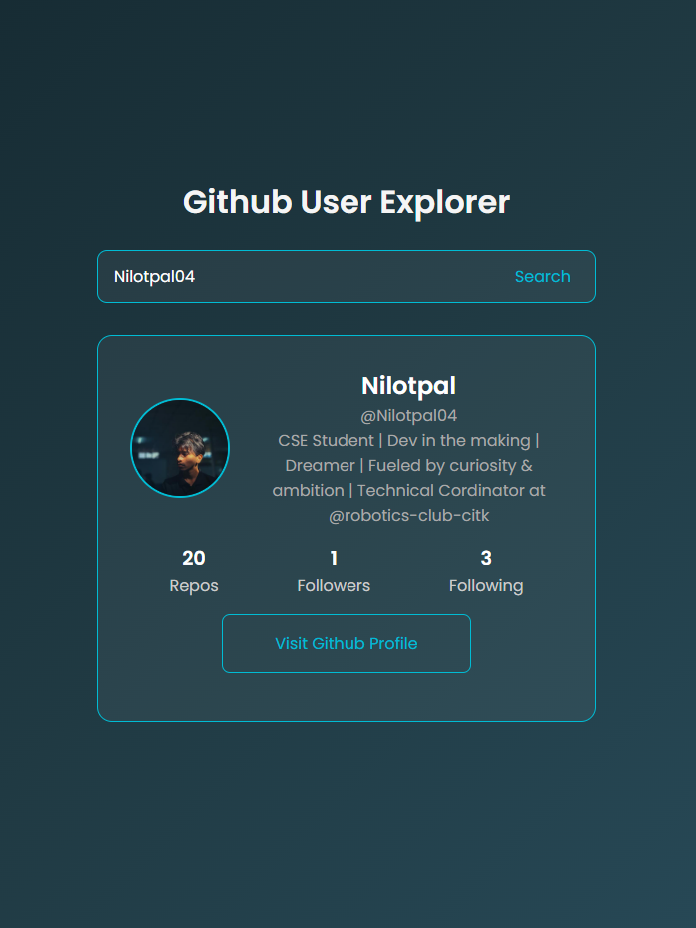 Github User Explorer
Nilotpal04
Search
Nilotpal
@Nilotpal04
CSE Student | Dev in the making |
Dreamer | Fueled by curiosity &
ambition | Technical Cordinator at
@robotics-club-citk
20 1 3
Repos Followers Following
Visit Github Profile